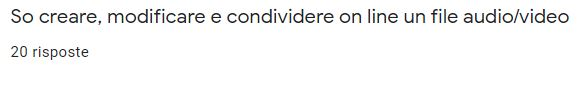 So creare, modificare e condividere on line un file audio/video
20 risposte